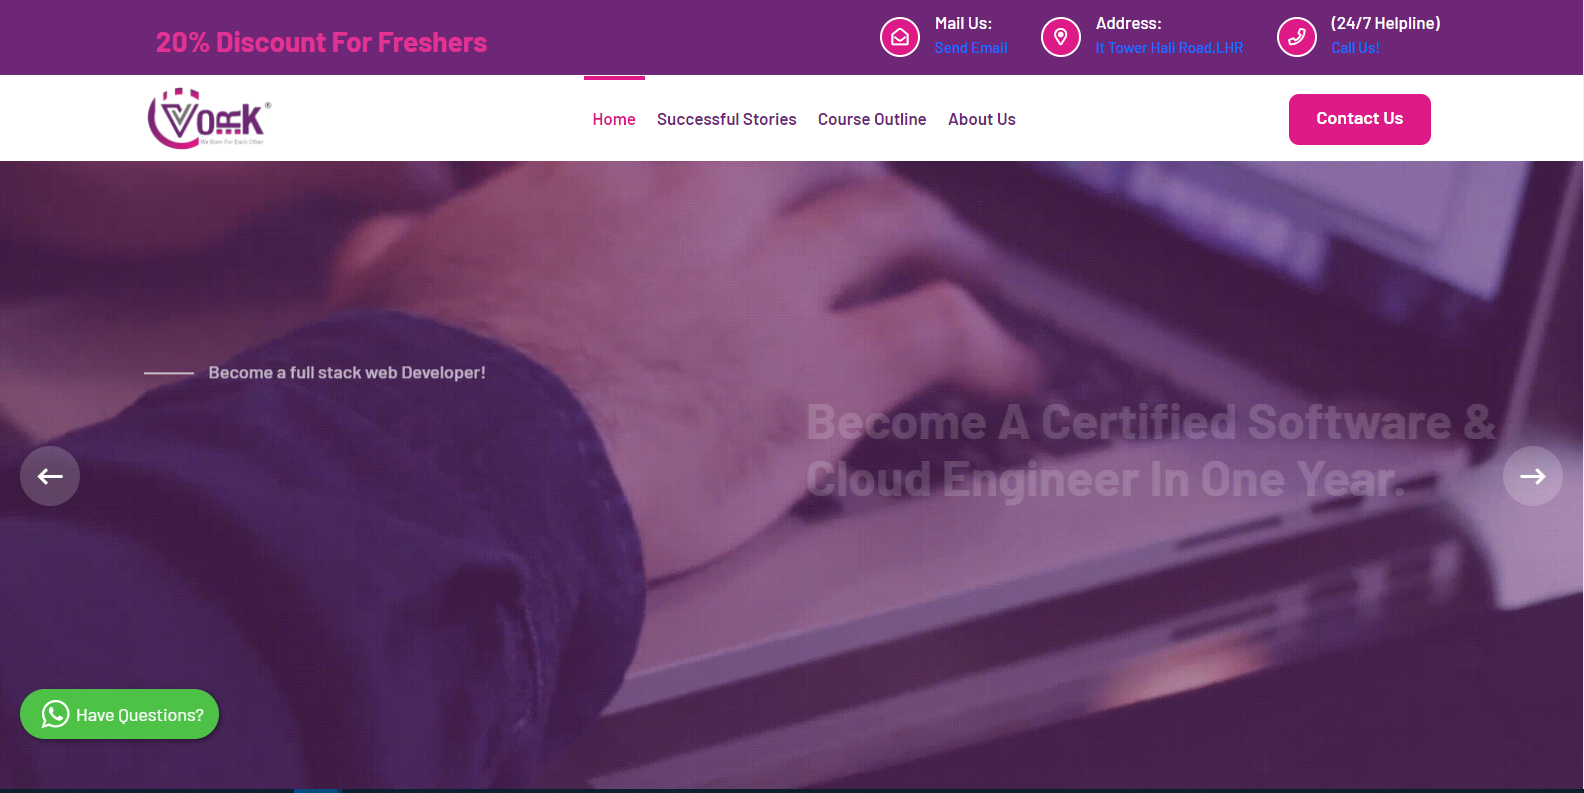 20% Discount For Freshers
Mail Us:
Send Email
Address:
It Tower Hali Road,LHR
(24/7 Helpline)
Call Us!
VORK ®
We Born For Each Other
Home
Successful Stories
Course Outline
About Us
Contact Us
Become a full stack web Developer!
Become A Certified Software &
Cloud Engineer In One Year.
Have Questions?